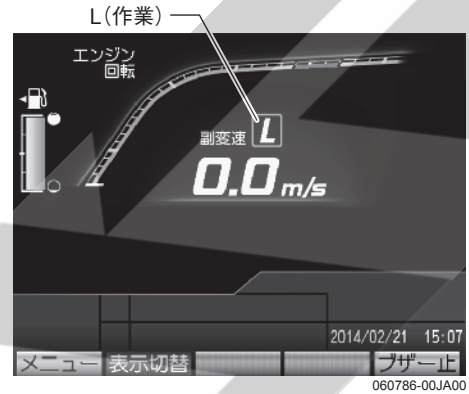 L(作業)
エンジン
回転
副変速 L
0.0 m/s
2014/02/21 15:07
メニュー 表示切替 ブザー止
060786-00JA00